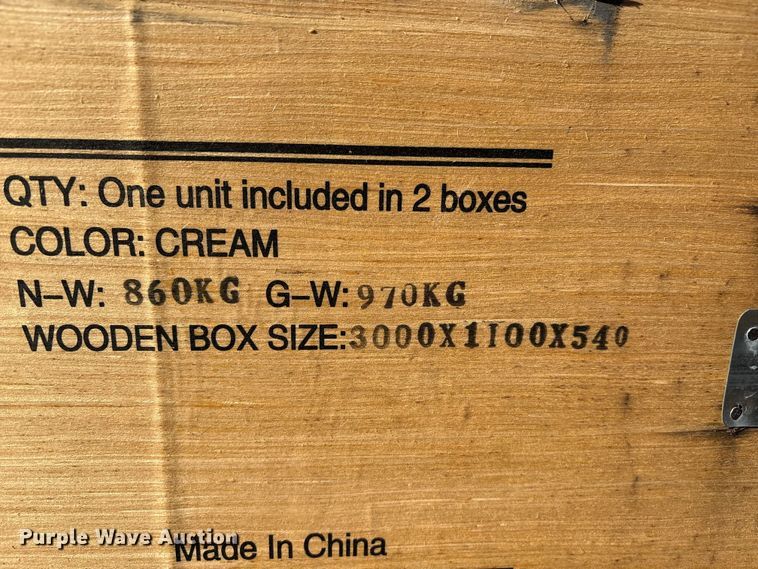 QTY: One unit included in 2 boxes
COLOR: CREAM
N-W: 860KG G-W: 970KG
WOODEN BOX SIZE:3000X1100X540
Purple Wave Auction
Made In China